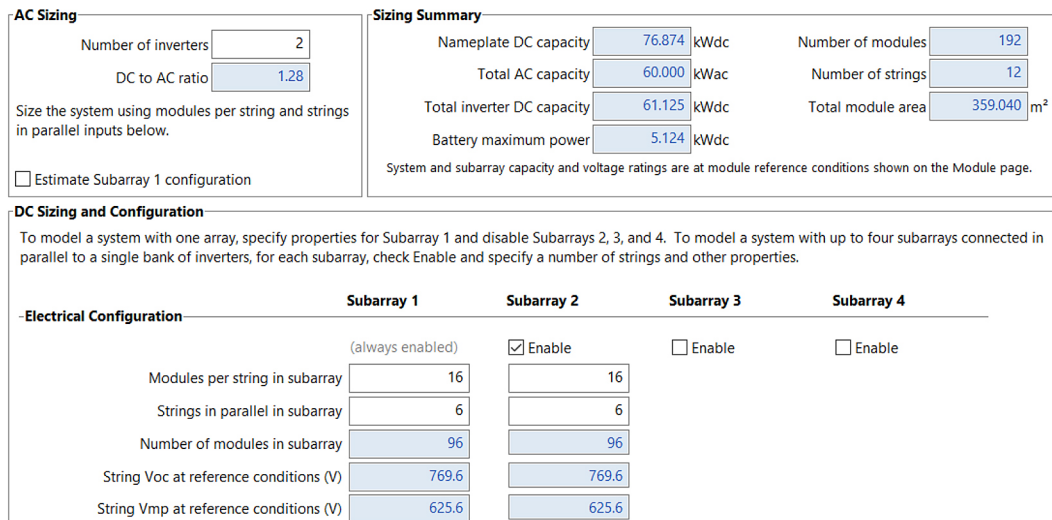 AC Sizing
Number of inverters 2
DC to AC ratio 1.28
Size the system using modules per string and strings
in parallel inputs below.
Estimate Subarray 1 configuration
Sizing Summary
Nameplate DC capacity 76.874 kWdc Number of modules 192
Total AC capacity 60.000 kWac Number of strings 12
Total inverter DC capacity 61.125 kWdc Total module area 359.040 m²
Battery maximum power 5.124 kWdc
System and subarray capacity and voltage ratings are at module reference conditions shown on the Module page.
DC Sizing and Configuration
To model a system with one array, specify properties for Subarray 1 and disable Subarrays 2, 3, and 4. To model a system with up to four subarrays connected in
parallel to a single bank of inverters, for each subarray, check Enable and specify a number of strings and other properties.
Subarray 1 Subarray 2 Subarray 3 Subarray 4
Electrical Configuration
(always enabled) Enable Enable Enable
Modules per string in subarray 16 16
Strings in parallel in subarray 6 6
Number of modules in subarray 96 96
String Voc at reference conditions (V) 769.6 769.6
String Vmp at reference conditions (V) 625.6 625.6